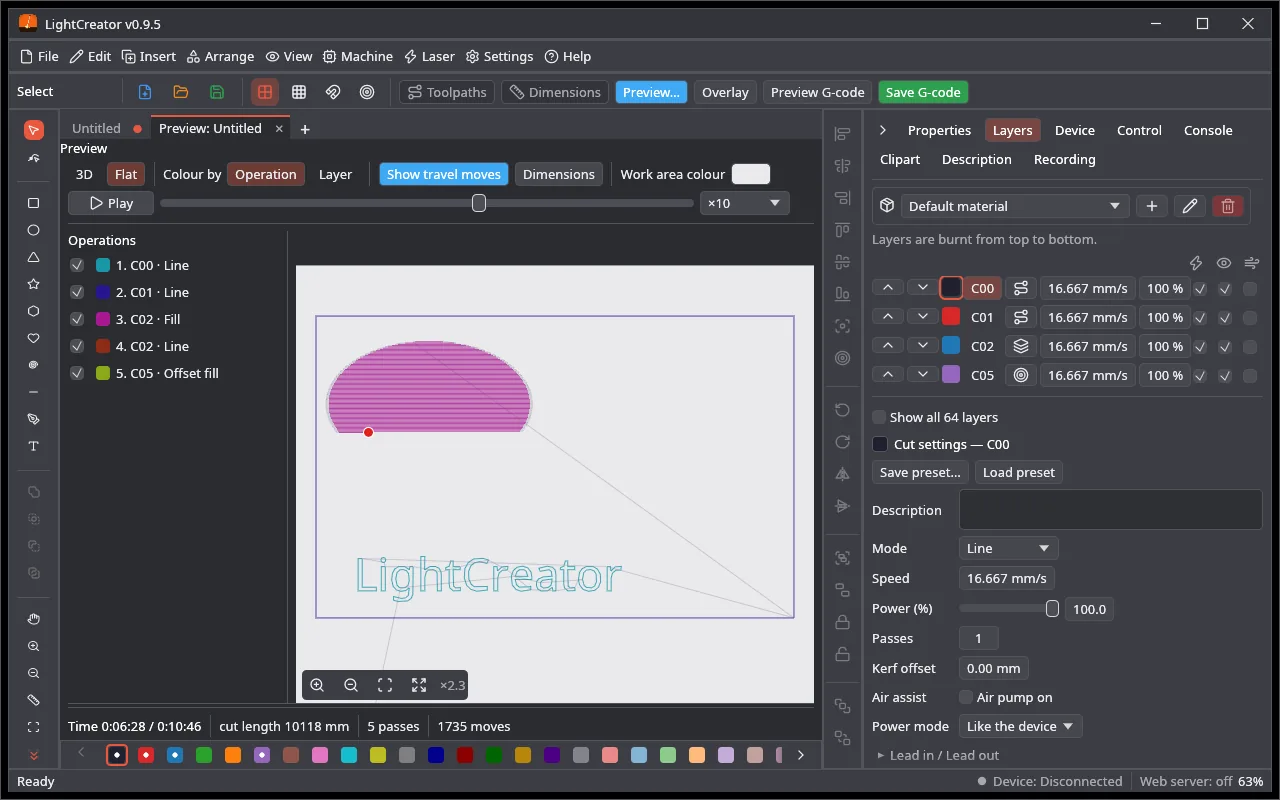 LightCreator v0.9.5
File Edit Insert Arrange View Machine Laser Settings Help
Select Toolpaths Dimensions Preview... Overlay Preview G-code Save G-code
Untitled Preview: Untitled
Preview
3D Flat Colour by Operation Layer Show travel moves Dimensions Work area colour
Play ×10
Operations
1. C00 · Line
2. C01 · Line
3. C02 · Fill
4. C02 · Line
5. C05 · Offset fill
LightCreator
×2.3
Time 0:06:28 / 0:10:46 cut length 10118 mm 5 passes 1735 moves
Properties Layers Device Control Console
Clipart Description Recording
Default material
Layers are burnt from top to bottom.
C00 16.667 mm/s 100 %
C01 16.667 mm/s 100 %
C02 16.667 mm/s 100 %
C05 16.667 mm/s 100 %
Show all 64 layers
Cut settings — C00
Save preset... Load preset
Description
Mode Line
Speed 16.667 mm/s
Power (%) 100.0
Passes 1
Kerf offset 0.00 mm
Air assist Air pump on
Power mode Like the device
Lead in / Lead out
Ready Device: Disconnected Web server: off 63%